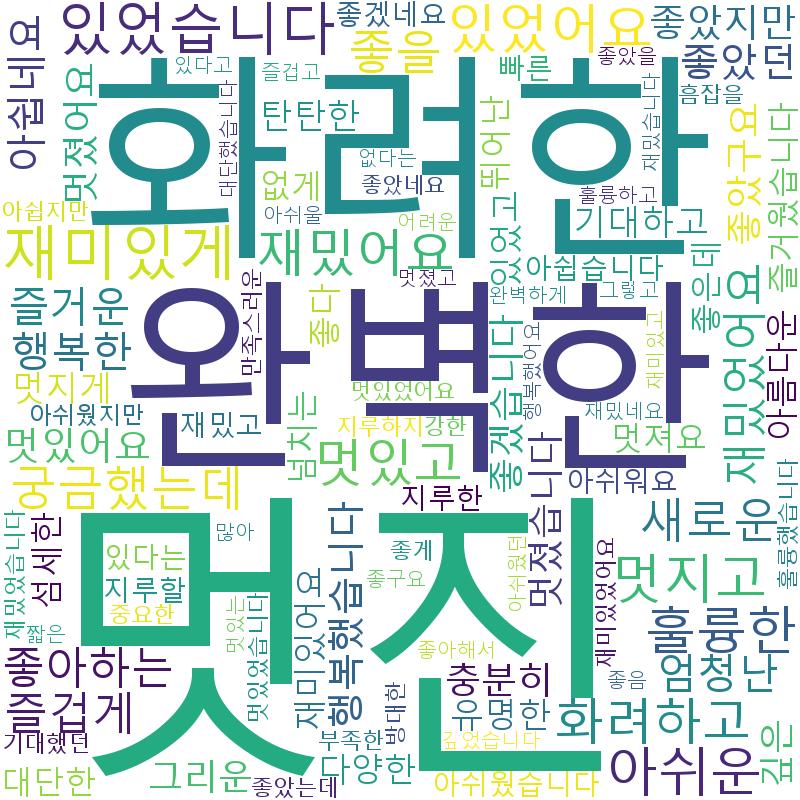 있었습니다
좋겠네요
좋을
있었어요
좋았지만
아쉽네요
멋졌어요
있다고
즐겁고
빠른
좋았을
좋았던
화려한
대단했습니다
탄탄한
없다는
뛰어난
재밌습니다
흠잡을
없게
좋았네요
훌륭하고
좋았구요
즐거웠습니다
아쉽지만
아쉬울
어려운
있었고
기대하고
재미있게
재밌어요
멋졌고
아쉽습니다
좋은데
재밌었어요
즐거운
만족스러운
좋다
완벽하게
그렇고
아름다운
행복한
완벽한
좋겠습니다
행복했어요
재미있고
멋지게
멋있었어요
아쉬웠지만
재밌고
지루하지
강한
재밌네요
멋있어요
넘치는
멋있고
멋져요
궁금했는데
지루한
멋졌습니다
아쉬워요
멋진
재밌었습니다
섬세한
있다는
많아
행복했습니다
좋게
아쉬웠던
새로운
훌륭했습니다
지루할
좋구요
재미있었어요
멋지고
중요한
멋있는
짧은
멋있었습니다
재미있어요
좋아해서
훌륭한
좋아하는
충분히
좋음
엄청난
즐겁게
방대한
유명한
화려하고
깊은
기대했던
부족한
깊었습니다
대단한
그리운
좋았는데
다양한
아쉬웠습니다
아쉬운